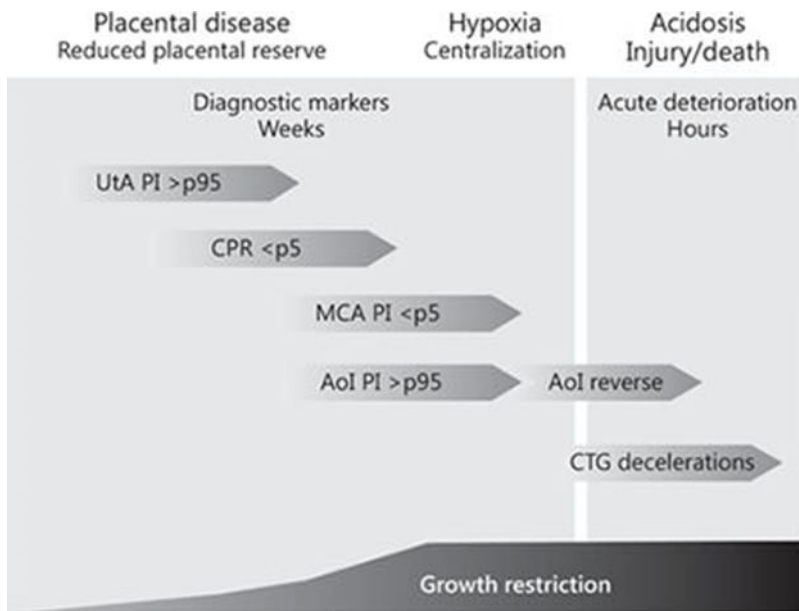 Placental disease
Reduced placental reserve
Hypoxia
Centralization
Acidosis
Injury/death
Diagnostic markers
Weeks
Acute deterioration
Hours
UtA PI >p95
CPR <p5
MCA PI <p5
AoI PI >p95
AoI reverse
CTG decelerations
Growth restriction